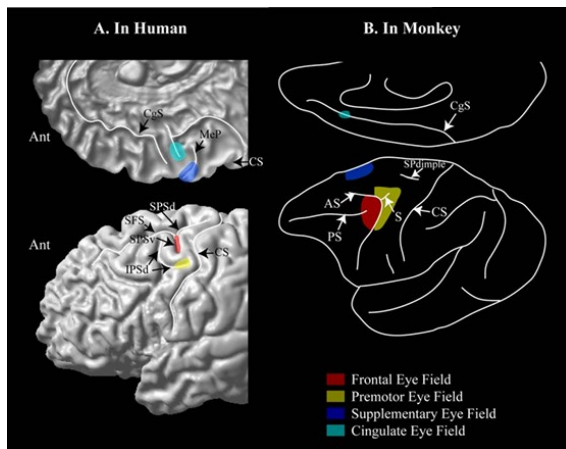 A. In Human
B. In Monkey
CgS
MeP
Ant
CS
SPSd
SFS
SPSv
Ant
CS
IPSd
CgS
SPdjmple
AS
S
CS
PS
Frontal Eye Field
Premotor Eye Field
Supplementary Eye Field
Cingulate Eye Field